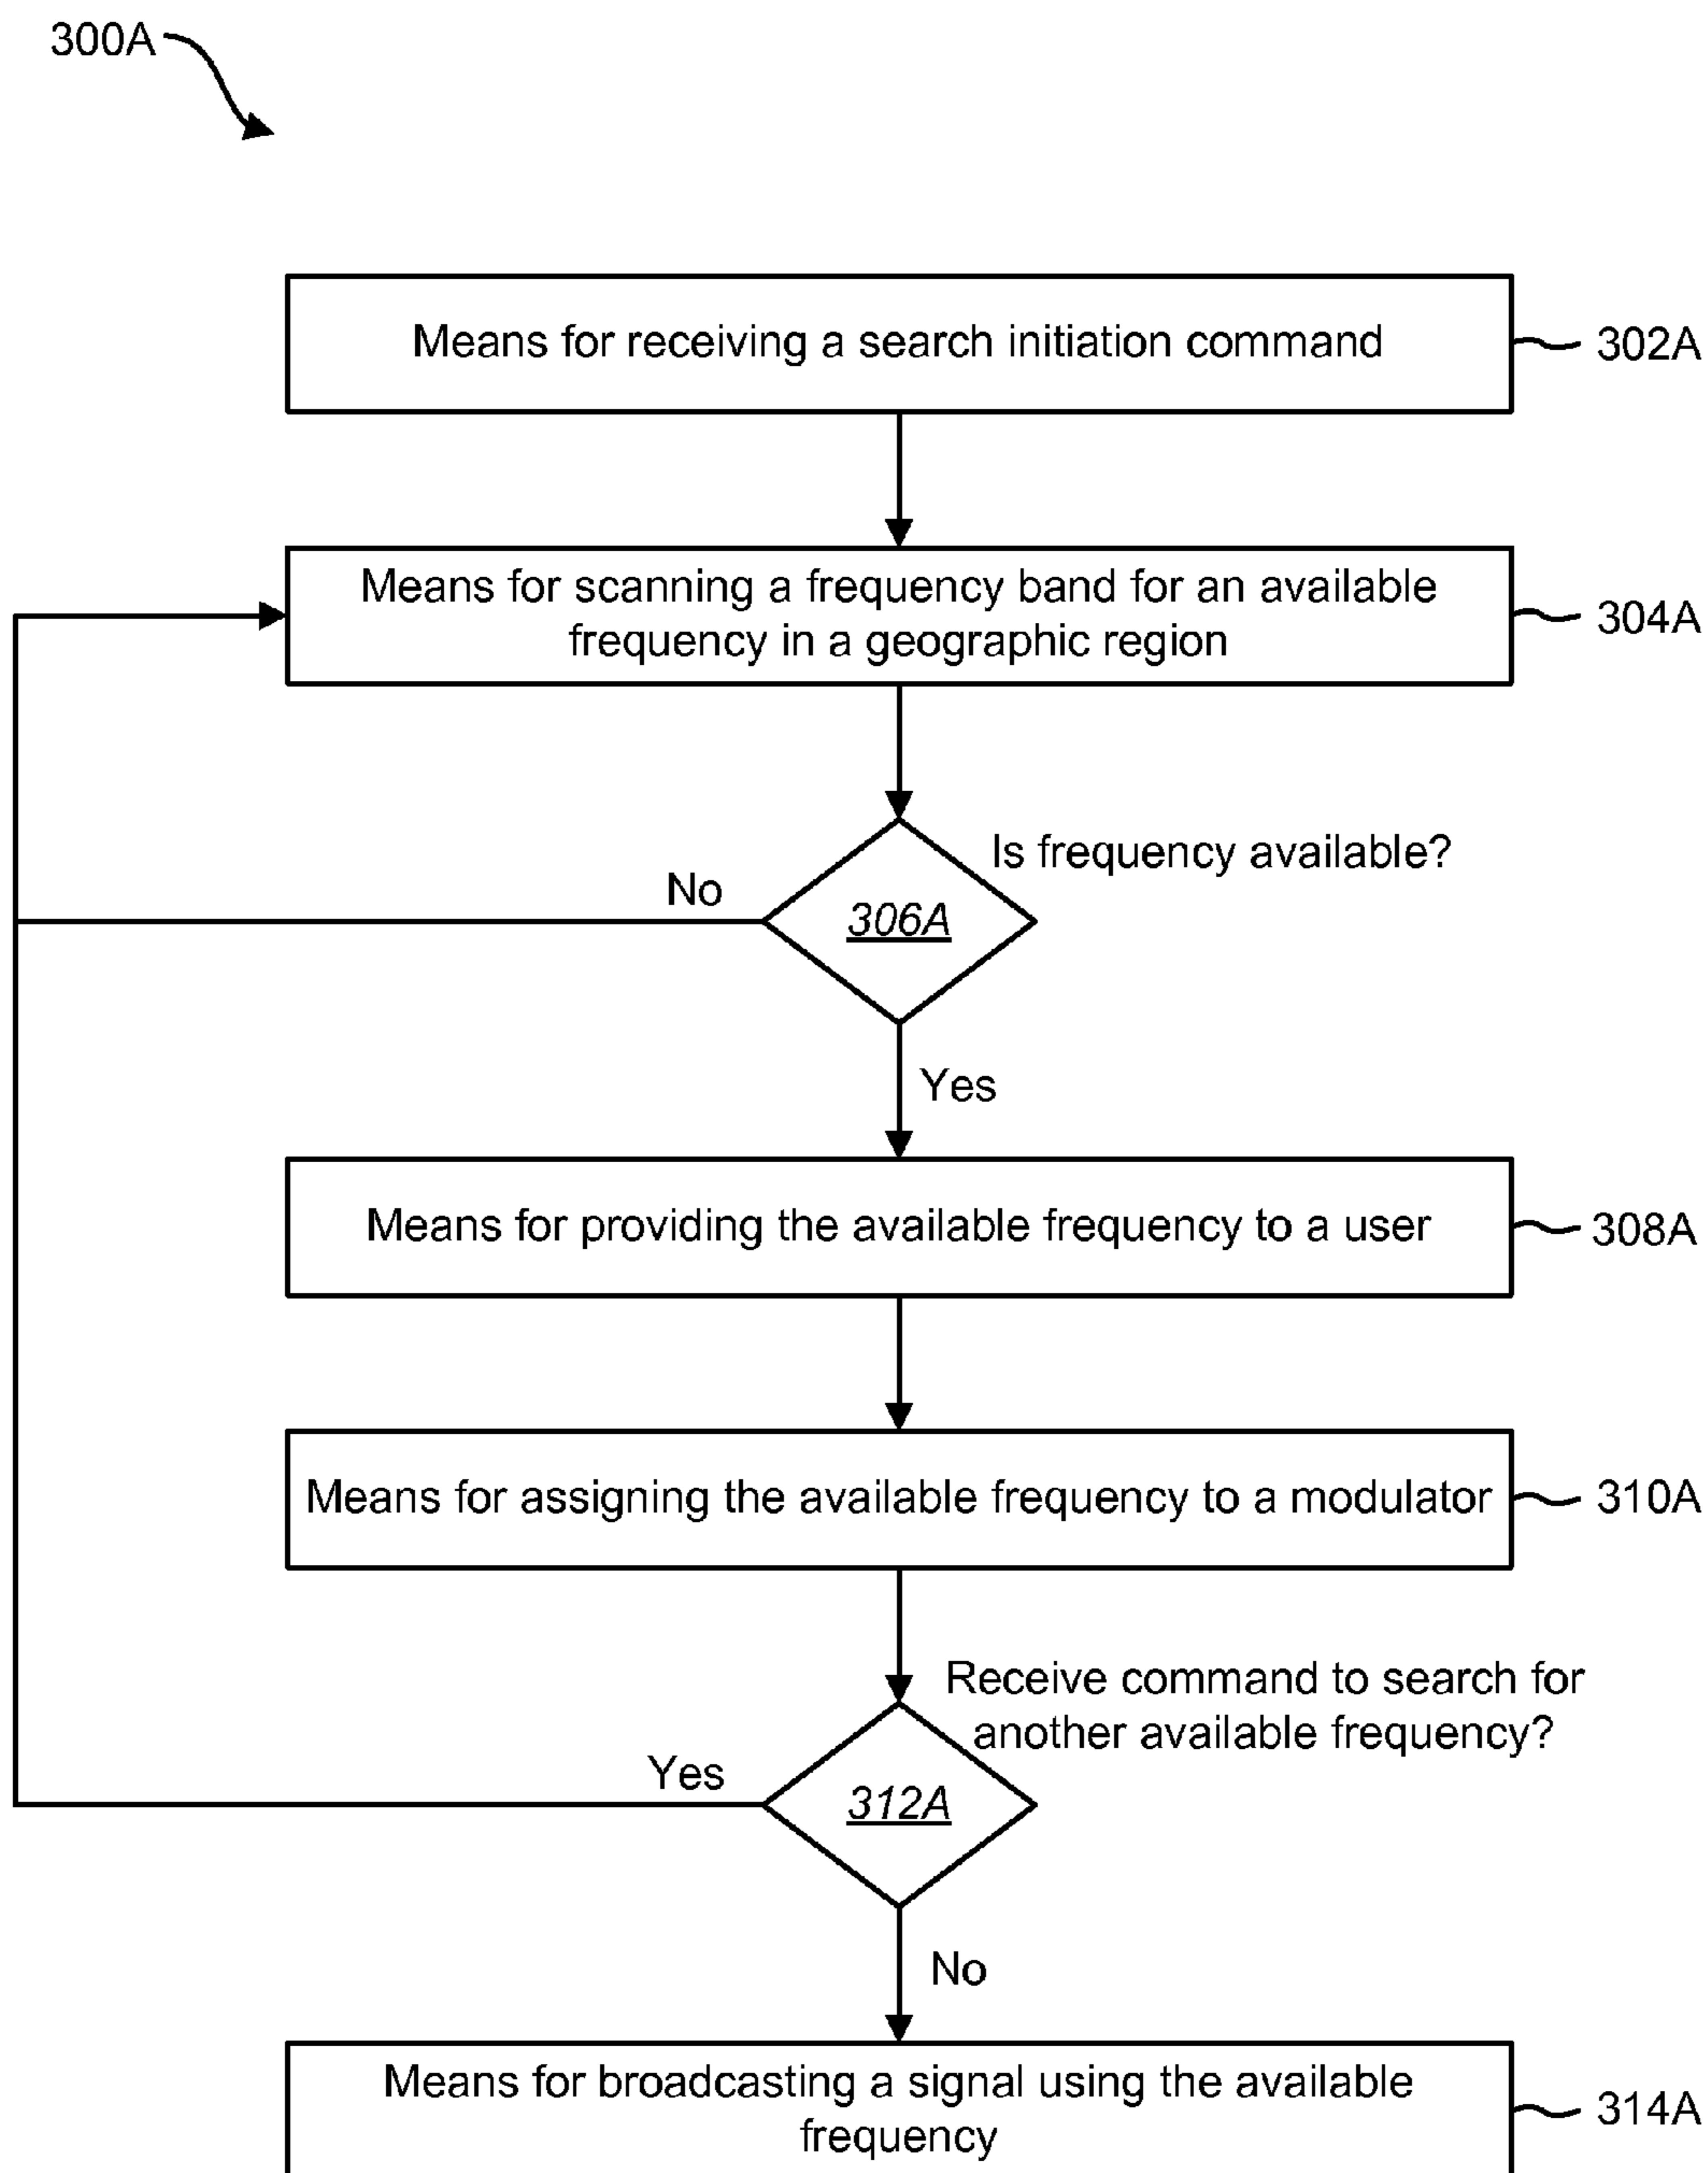 300A
Means for receiving a search initiation command
302A
Means for scanning a frequency band for an available
frequency in a geographic region
304A
Is frequency available?
No
306A
Yes
Means for providing the available frequency to a user
308A
Means for assigning the available frequency to a modulator
310A
Receive command to search for
another available frequency?
Yes
312A
No
Means for broadcasting a signal using the available
frequency
314A